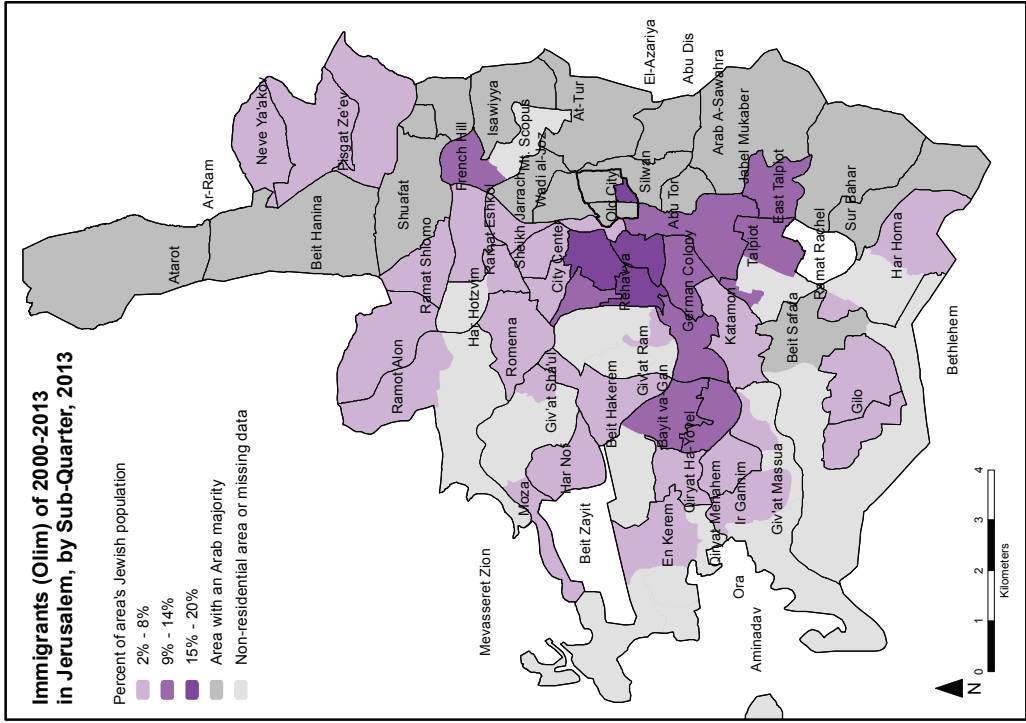 Immigrants (Olim) of 2000-2013
in Jerusalem, by Sub-Quarter, 2013
Percent of area's Jewish population
2% - 8%
9% - 14%
15% - 20%
Area with an Arab majority
Non-residential area or missing data
Atarot
Ar-Ram
Neve Ya'akov
Beit Hanina
Pisgat Ze'ev
Shuafat
Ramat Shlomo
Ramot Alon
French Hill
Isawiyya
Ramat Eshkol
Har Hotzvim
Mt. Scopus
Sheikh Jarrach
Wadi al-Joz
Romema
City Center
At-Tur
Giv'at Sha'ul
Old City
Har Nof
Moza
Mevasseret Zion
Beit Zayit
Beit Hakerem
Giv'at Ram
Rehavya
Silwan
El-Azariya
Abu Dis
Abu Tor
German Colony
Bayit va-Gan
Qiryat Ha-Yovel
En Kerem
Katamon
Talpiot
Arab A-Sawahra
Jabel Mukaber
East Talpiot
Qiryat Menahem
Ir Gannim
Giv'at Massua
Beit Safafa
Ramat Rachel
Sur Bahar
Ora
Aminadav
Gilo
Har Homa
Bethlehem
N
0
1
2
3
4
Kilometers